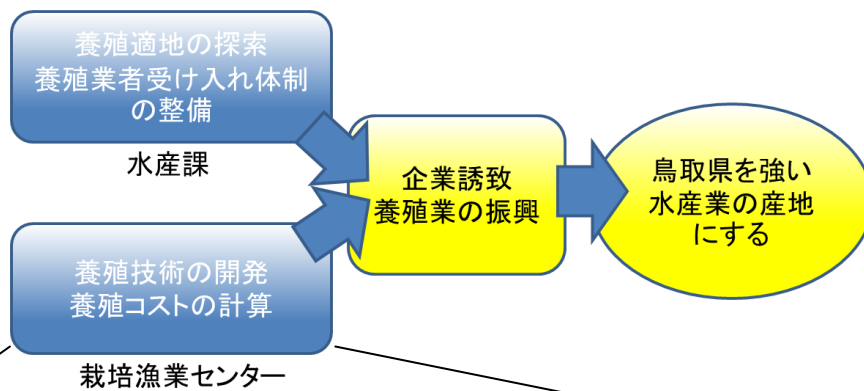 養殖適地の探索
養殖業者受け入れ体制
の整備
水産課
養殖技術の開発
養殖コストの計算
栽培漁業センター
企業誘致
養殖業の振興
鳥取県を強い
水産業の産地
にする